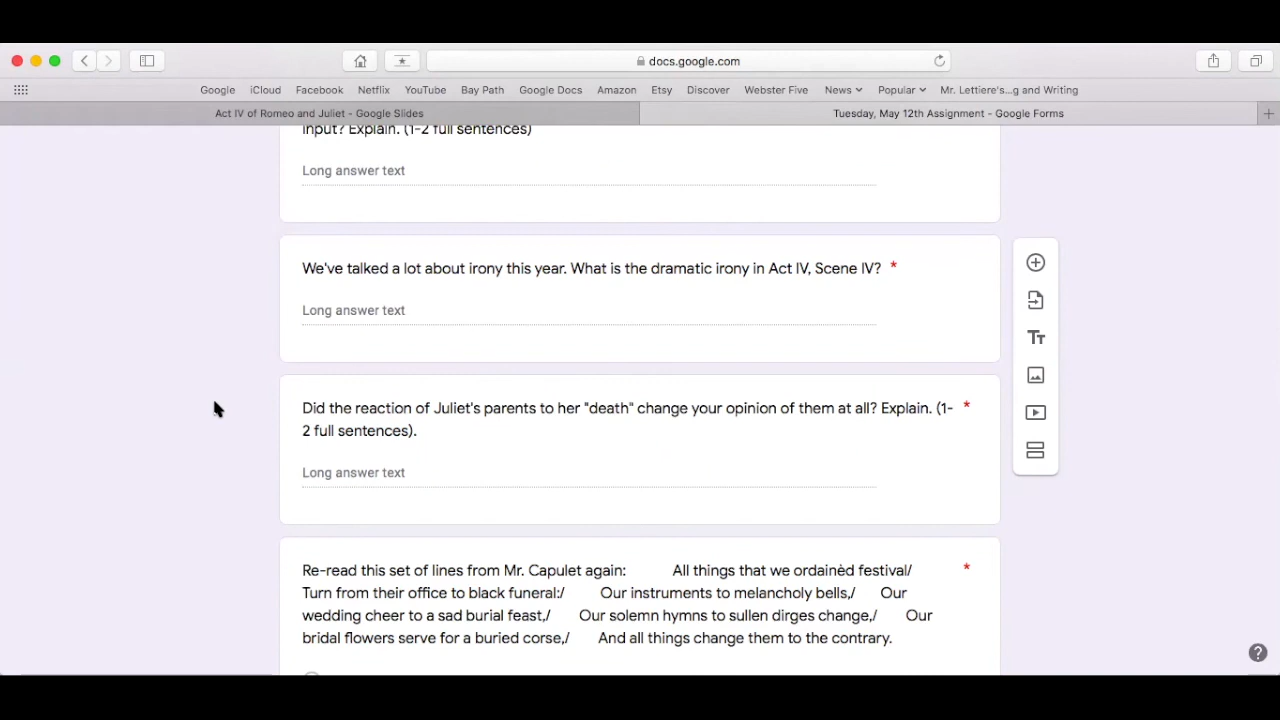 docs.google.com
Google iCloud Facebook Netflix YouTube Bay Path Google Docs Amazon Etsy Discover Webster Five News Popular Mr. Lettiere's...g and Writing
Act IV of Romeo and Juliet - Google Slides
Tuesday, May 12th Assignment - Google Forms
input? Explain. (1-2 full sentences)
Long answer text
We've talked a lot about irony this year. What is the dramatic irony in Act IV, Scene IV? *
Long answer text
Did the reaction of Juliet's parents to her "death" change your opinion of them at all? Explain. (1- *
2 full sentences).
Long answer text
Re-read this set of lines from Mr. Capulet again: All things that we ordainèd festival/ *
Turn from their office to black funeral:/ Our instruments to melancholy bells,/ Our
wedding cheer to a sad burial feast,/ Our solemn hymns to sullen dirges change,/ Our
bridal flowers serve for a buried corse,/ And all things change them to the contrary.